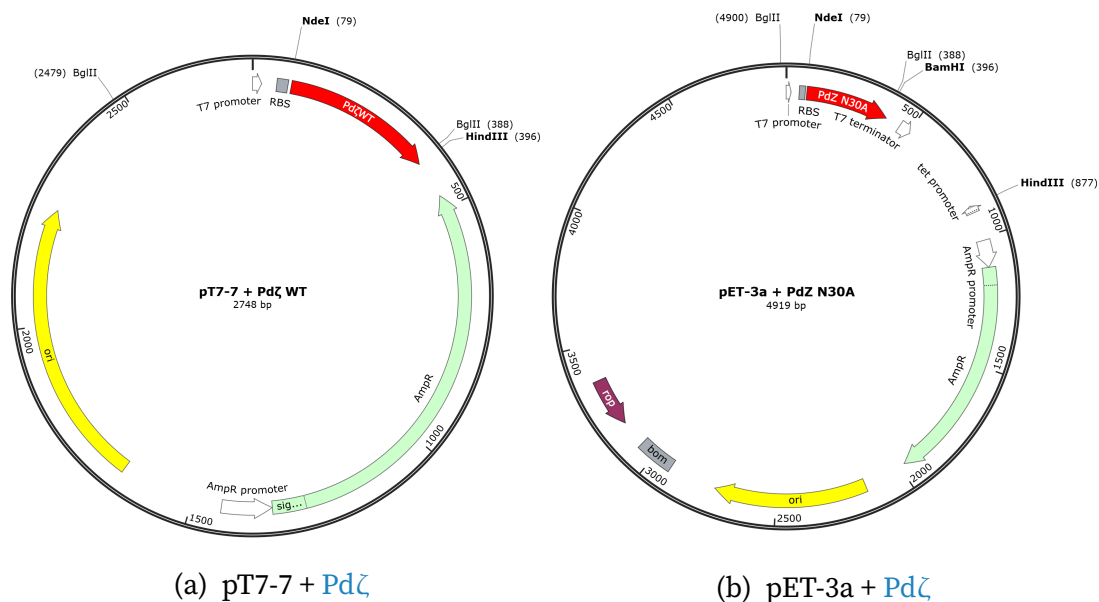 NdeI (79)
(2479) BglII
2500
T7 promoter
RBS
PdζWT
BglII (388)
HindIII (396)
500
pT7-7 + Pdζ WT
2748 bp
2000
ori
AmpR
1000
AmpR promoter
sig...
1500
(a) pT7-7 + Pdζ
(4900) BglII
NdeI (79)
BglII (388)
BamHI (396)
PdZ N30A
500
RBS
T7 promoter
T7 terminator
4500
tet promoter
HindIII (877)
1000
4000
AmpR promoter
pET-3a + PdZ N30A
4919 bp
3500
1500
AmpR
rop
bom
3000
2000
ori
2500
(b) pET-3a + Pdζ